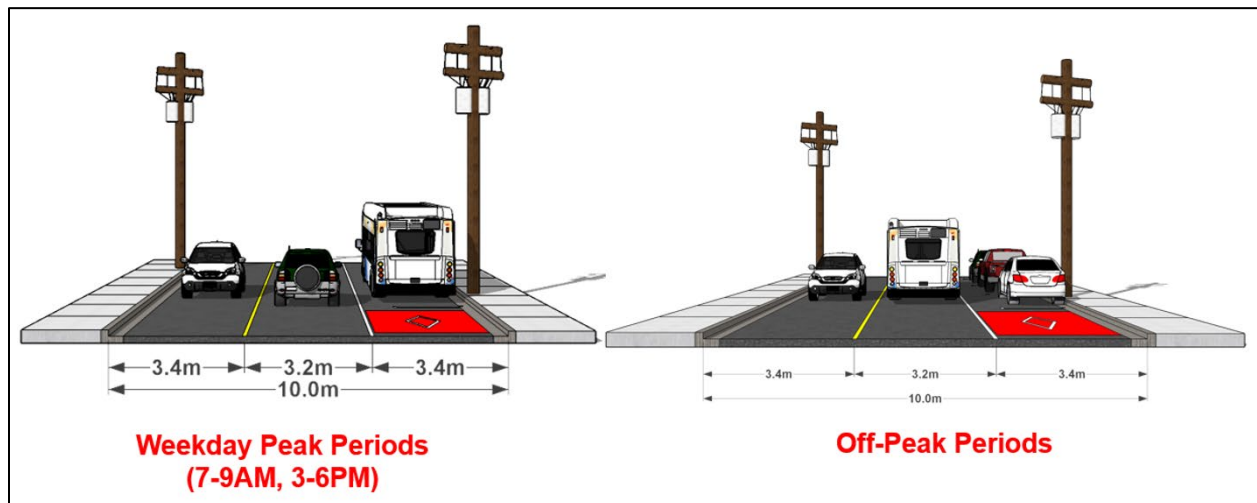 3.4m
3.2m
3.4m
10.0m
Weekday Peak Periods
(7-9AM, 3-6PM)
3.4m
3.2m
3.4m
10.0m
Off-Peak Periods